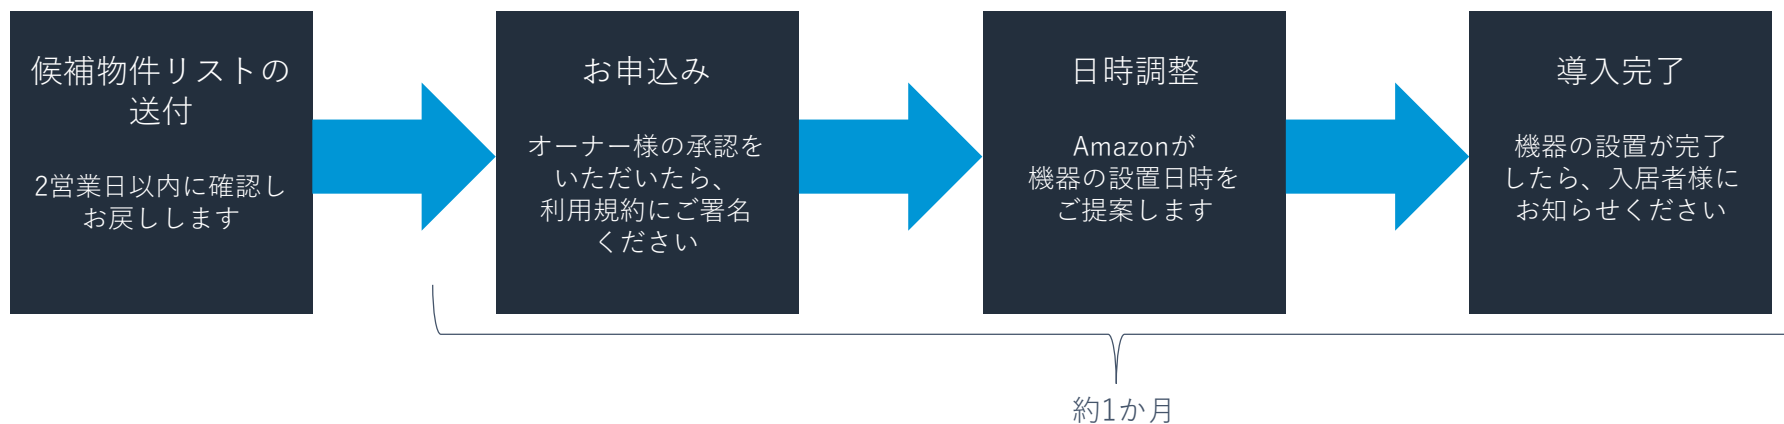 候補物件リストの
送付
2営業日以内に確認し
お戻しします
お申込み
オーナー様の承認を
いただいたら、
利用規約にご署名
ください
日時調整
Amazonが
機器の設置日時を
ご提案します
導入完了
機器の設置が完了
したら、入居者様に
お知らせください
約1か月